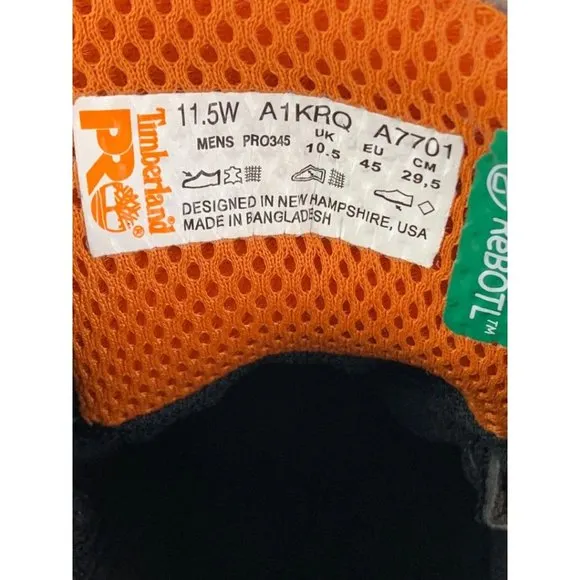 Timberland®
PRO®
11.5W A1KRQ A7701
MENS PRO345 UK EU CM
10.5 45 29,5
DESIGNED IN NEW HAMPSHIRE, USA
MADE IN BANGLADESH
ReBOTL™